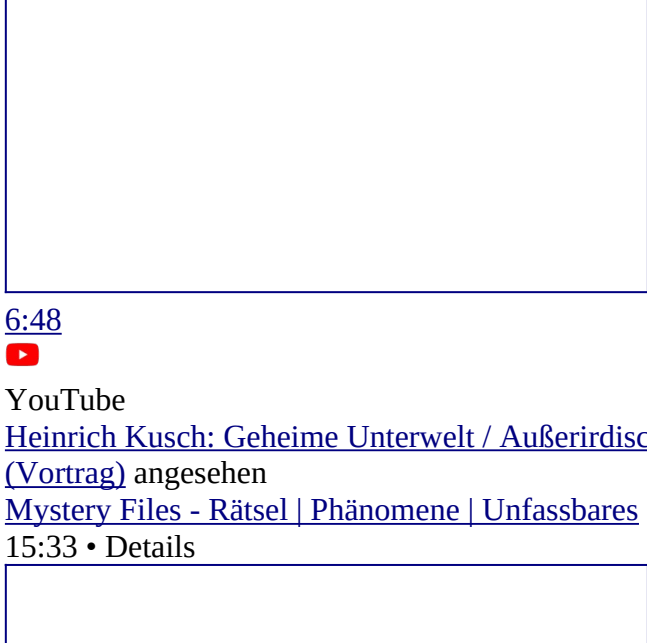 6:48
YouTube
Heinrich Kusch: Geheime Unterwelt / Außerirdisc
(Vortrag) angesehen
Mystery Files - Rätsel | Phänomene | Unfassbares
15:33 • Details